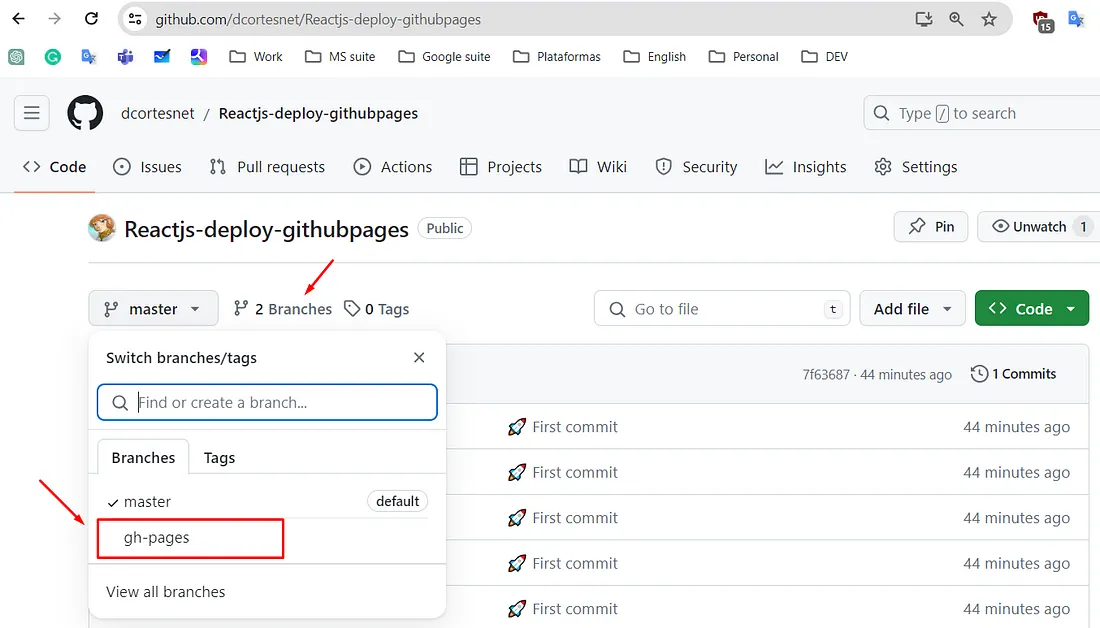 github.com/dcortesnet/Reactjs-deploy-githubpages
15
Work MS suite Google suite Plataformas English Personal DEV
dcortesnet / Reactjs-deploy-githubpages
Type / to search
Code Issues Pull requests Actions Projects Wiki Security Insights Settings
Reactjs-deploy-githubpages Public
Pin Unwatch 1
master 2 Branches 0 Tags
Go to file t Add file Code
Switch branches/tags
7f63687 · 44 minutes ago 1 Commits
Find or create a branch...
First commit 44 minutes ago
Branches Tags
First commit 44 minutes ago
master default
First commit 44 minutes ago
gh-pages
First commit 44 minutes ago
View all branches
First commit 44 minutes ago